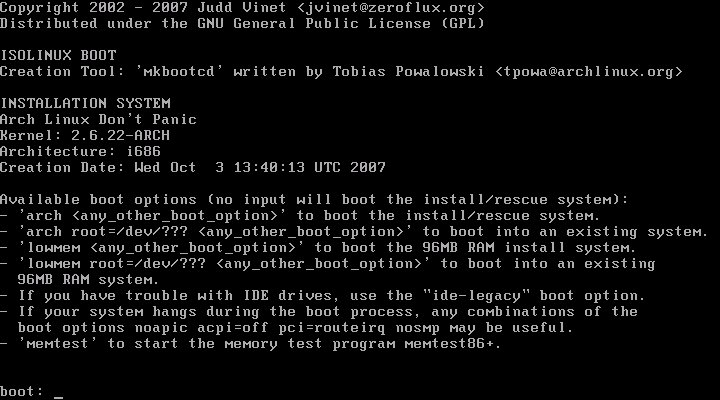 Copyright 2002 - 2007 Judd Vinet <jvinet@zeroflux.org>
Distributed under the GNU General Public License (GPL)
ISOLINUX BOOT
Creation Tool: 'mkbootcd' written by Tobias Powalowski <tpowa@archlinux.org>
INSTALLATION SYSTEM
Arch Linux Don't Panic
Kernel: 2.6.22-ARCH
Architecture: i686
Creation Date: Wed Oct  3 13:40:13 UTC 2007
Available boot options (no input will boot the install/rescue system):
- 'arch <any_other_boot_option>' to boot the install/rescue system.
- 'arch root=/dev/??? <any_other_boot_option>' to boot into an existing system.
- 'lowmem <any_other_boot_option>' to boot the 96MB RAM install system.
- 'lowmem root=/dev/??? <any_other_boot_option>' to boot into an existing
96MB RAM system.
- If you have trouble with IDE drives, use the "ide-legacy" boot option.
- If your system hangs during the boot process, any combinations of the
boot options noapic acpi=off pci=routeirq nosmp may be useful.
- 'memtest' to start the memory test program memtest86+.
boot: _